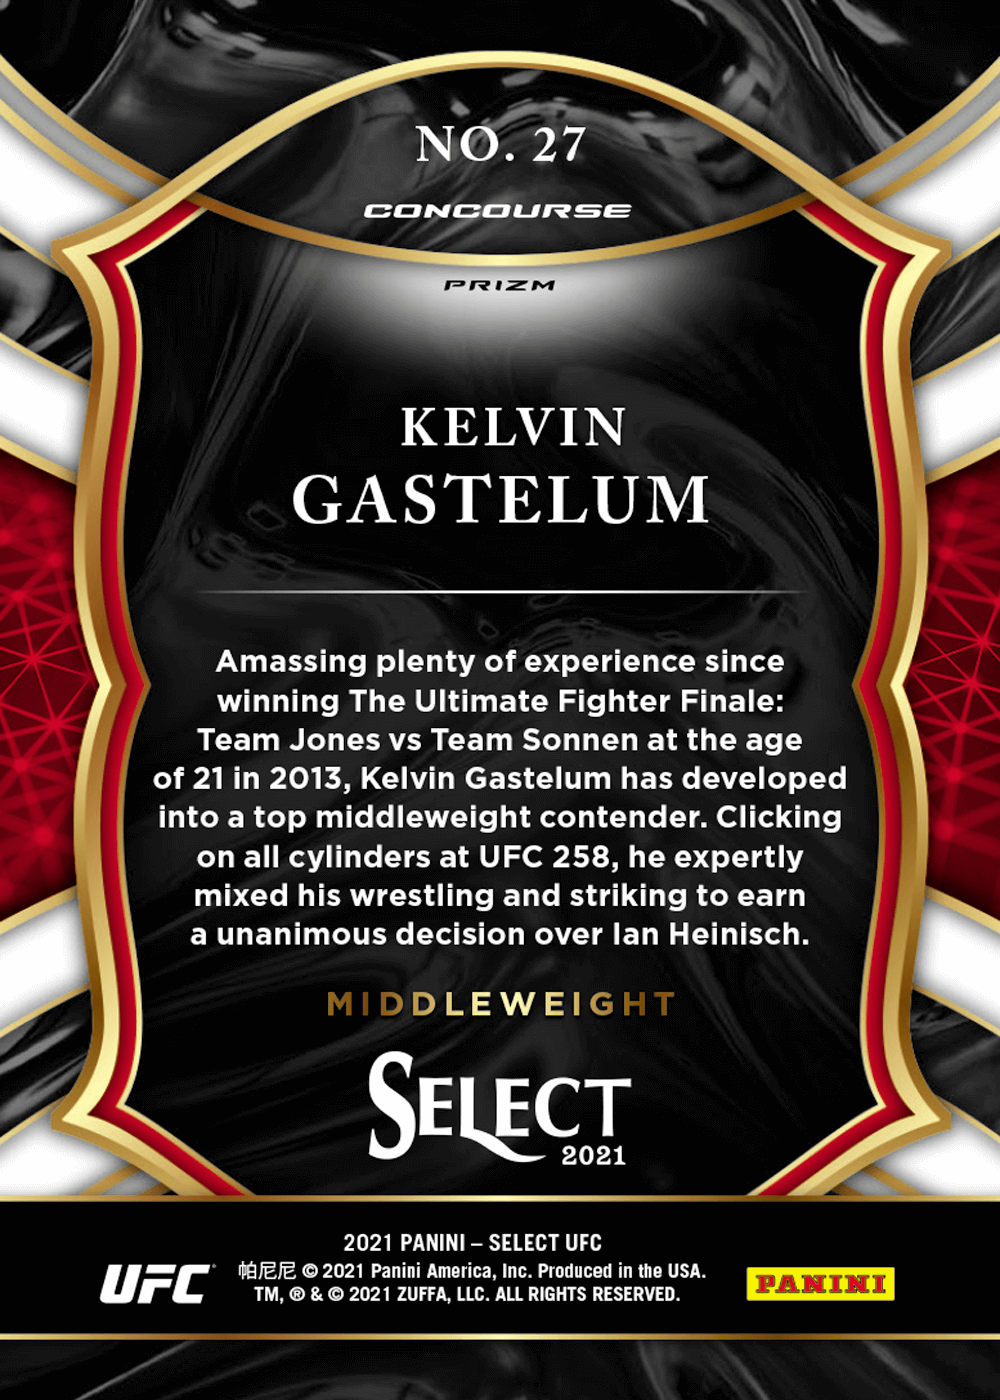 NO. 27
CONCOURSE
PRIZM
KELVIN
GASTELUM
Amassing plenty of experience since
winning The Ultimate Fighter Finale:
Team Jones vs Team Sonnen at the age
of 21 in 2013, Kelvin Gastelum has developed
into a top middleweight contender. Clicking
on all cylinders at UFC 258, he expertly
mixed his wrestling and striking to earn
a unanimous decision over Ian Heinisch.
MIDDLEWEIGHT
SELECT
2021
2021 PANINI – SELECT UFC
帕尼尼 © 2021 Panini America, Inc. Produced in the USA.
TM, ® & © 2021 ZUFFA, LLC. ALL RIGHTS RESERVED.
UFC
PANINI